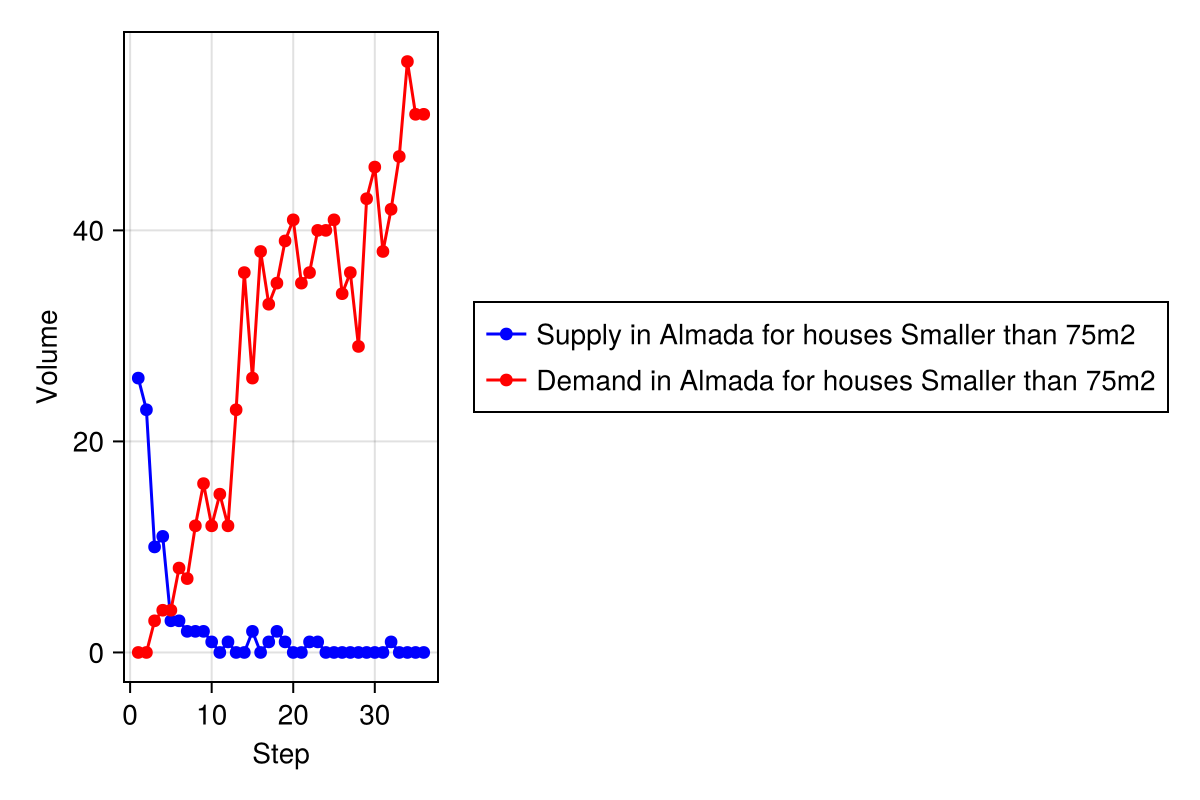 Volume
40
20
0
0 10 20 30
Step
Supply in Almada for houses Smaller than 75m2
Demand in Almada for houses Smaller than 75m2